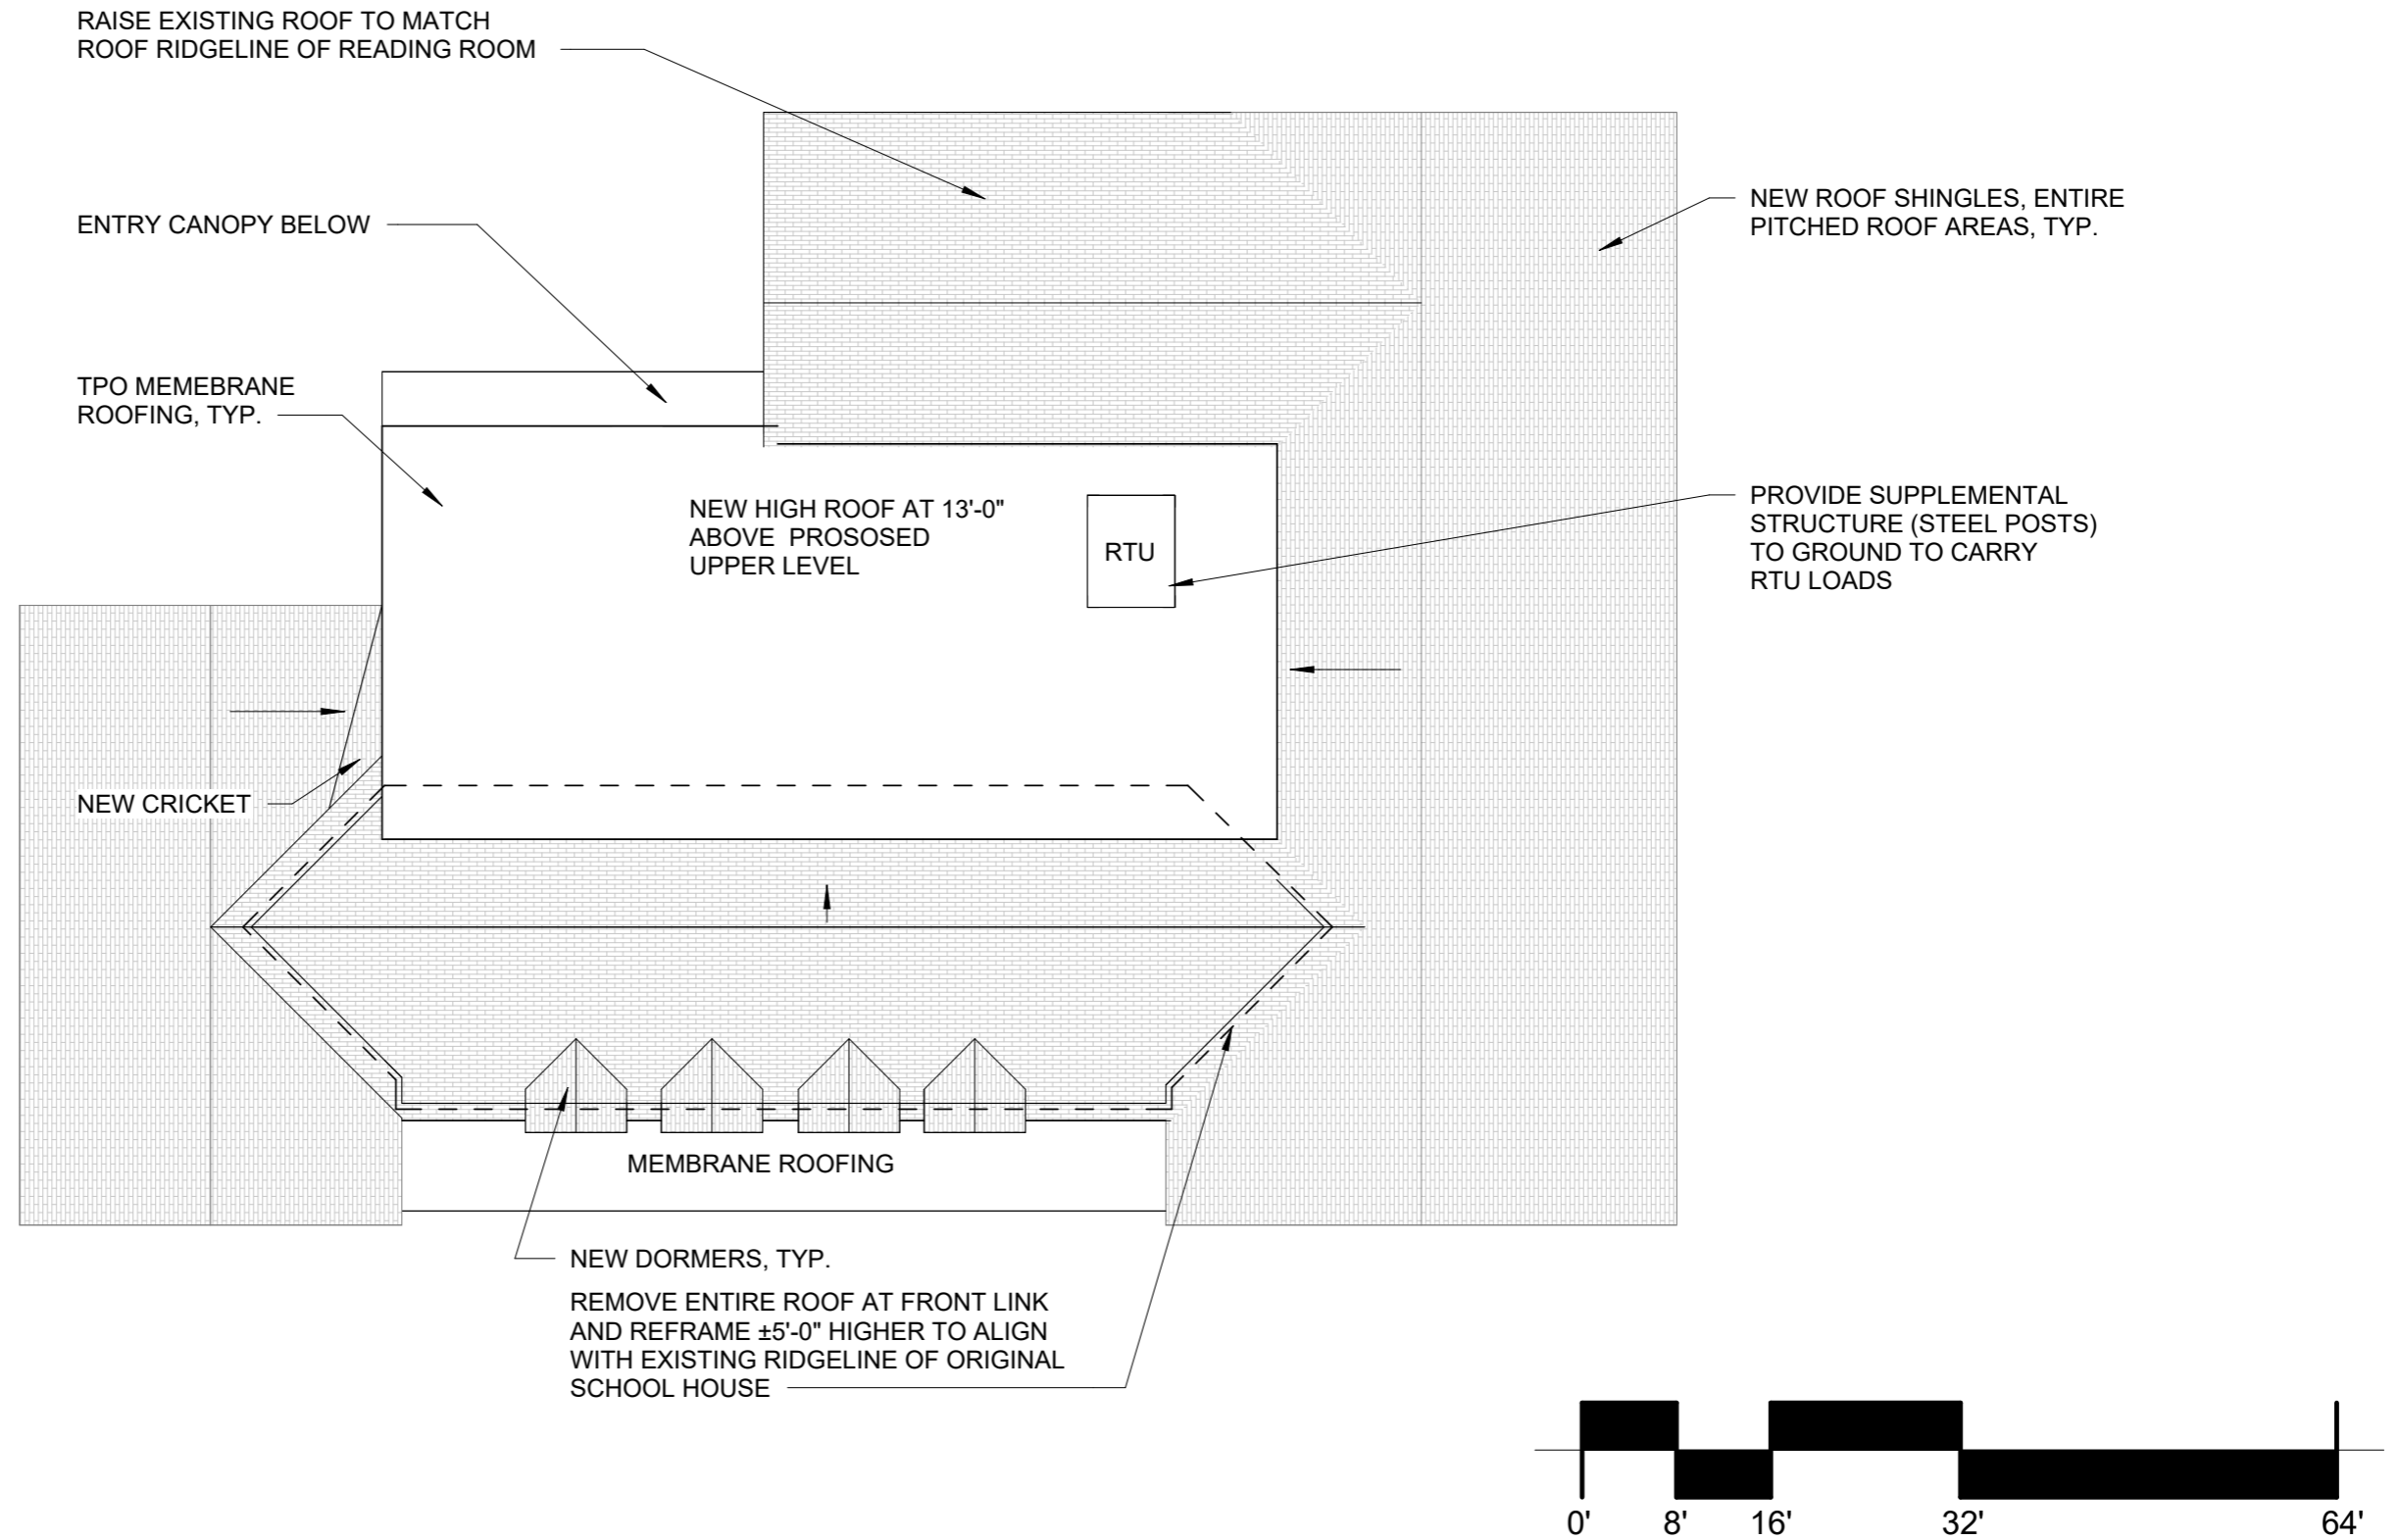 RAISE EXISTING ROOF TO MATCH
ROOF RIDGELINE OF READING ROOM
ENTRY CANOPY BELOW
NEW ROOF SHINGLES, ENTIRE
PITCHED ROOF AREAS, TYP.
TPO MEMEBRANE
ROOFING, TYP.
NEW HIGH ROOF AT 13'-0"
ABOVE PROSOSED
UPPER LEVEL
RTU
PROVIDE SUPPLEMENTAL
STRUCTURE (STEEL POSTS)
TO GROUND TO CARRY
RTU LOADS
NEW CRICKET
MEMBRANE ROOFING
NEW DORMERS, TYP.
REMOVE ENTIRE ROOF AT FRONT LINK
AND REFRAME ±5'-0" HIGHER TO ALIGN
WITH EXISTING RIDGELINE OF ORIGINAL
SCHOOL HOUSE
0' 8' 16' 32' 64'